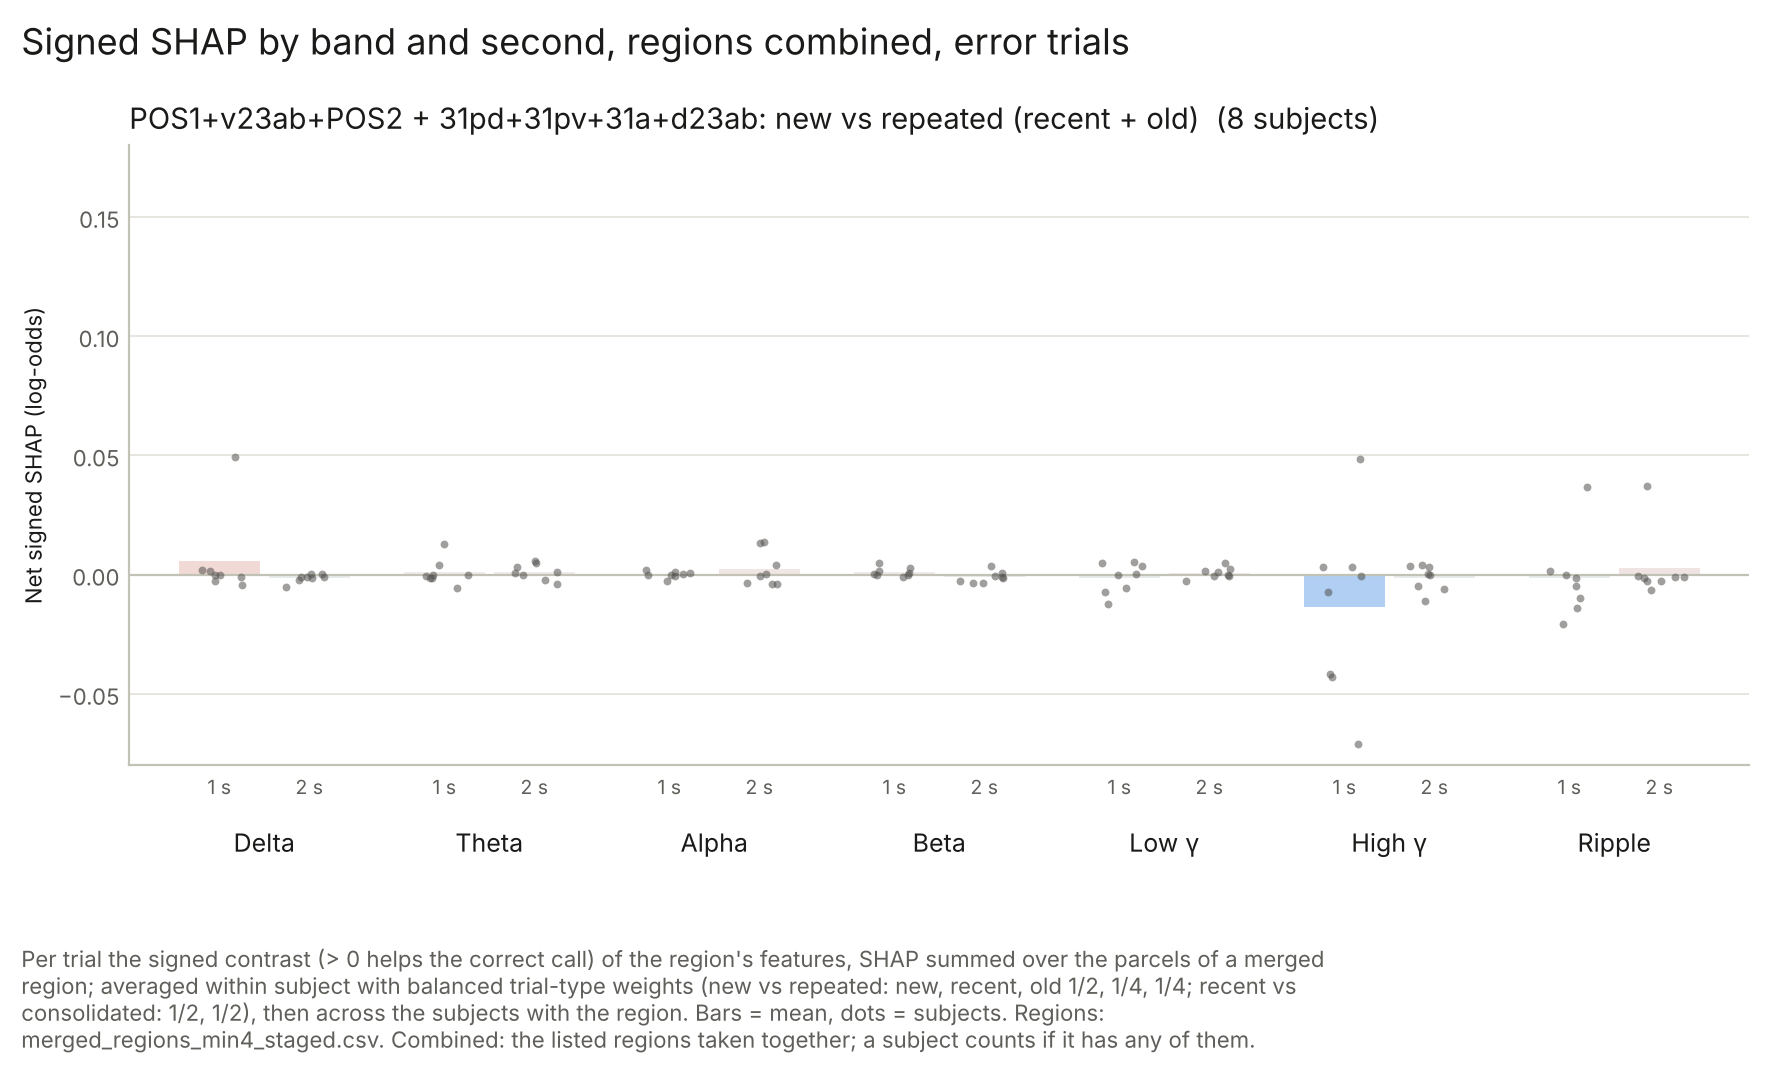 Signed SHAP by band and second, regions combined, error trials
POS1+v23ab+POS2 + 31pd+31pv+31a+d23ab: new vs repeated (recent + old)  (8 subjects)
Net signed SHAP (log-odds)
0.15
0.10
0.05
0.00
−0.05
1 s 2 s 1 s 2 s 1 s 2 s 1 s 2 s 1 s 2 s 1 s 2 s 1 s 2 s
Delta Theta Alpha Beta Low γ High γ Ripple
Per trial the signed contrast (> 0 helps the correct call) of the region's features, SHAP summed over the parcels of a merged
region; averaged within subject with balanced trial-type weights (new vs repeated: new, recent, old 1/2, 1/4, 1/4; recent vs
consolidated: 1/2, 1/2), then across the subjects with the region. Bars = mean, dots = subjects. Regions:
merged_regions_min4_staged.csv. Combined: the listed regions taken together; a subject counts if it has any of them.